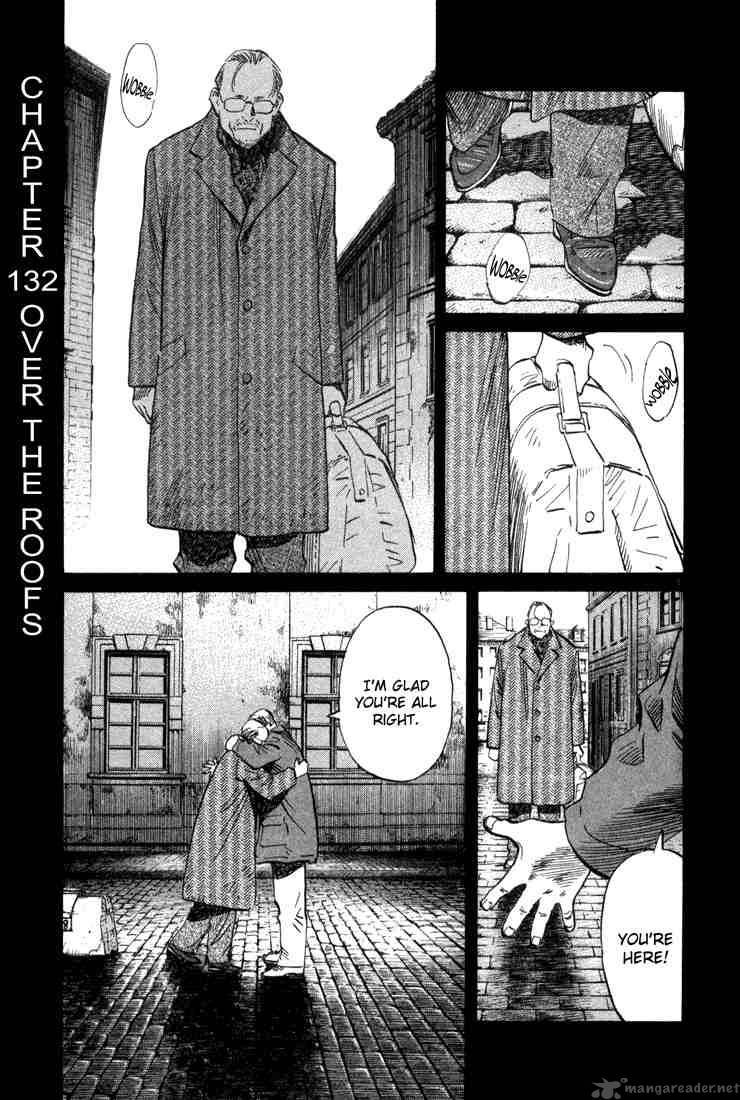 CHAPTER 132 OVER THE ROOFS
WOBBLE
WOBBLE
WOBBLE
YOU'RE
HERE!
I'M GLAD
YOU'RE ALL
RIGHT.
mangareader.net